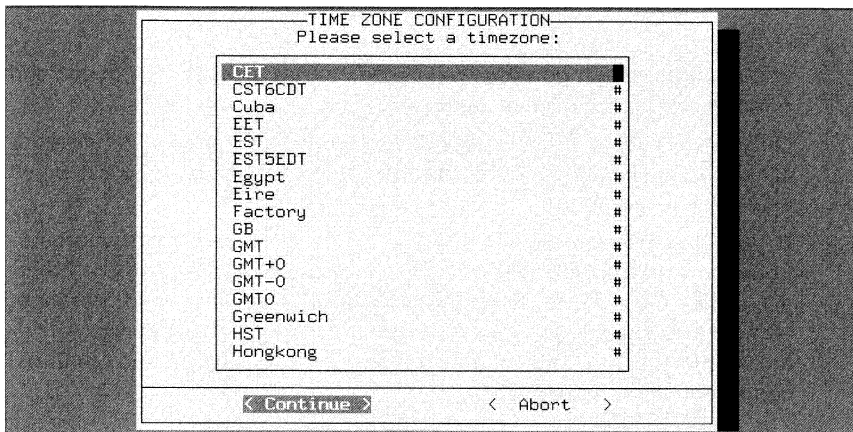 TIME ZONE CONFIGURATION
Please select a timezone:
CET
CST6CDT #
Cuba #
EET #
EST #
EST5EDT #
Egypt #
Eire #
Factory #
GB #
GMT #
GMT+0 #
GMT-0 #
GMT0 #
Greenwich #
HST #
Hongkong #
< Continue > < Abort >